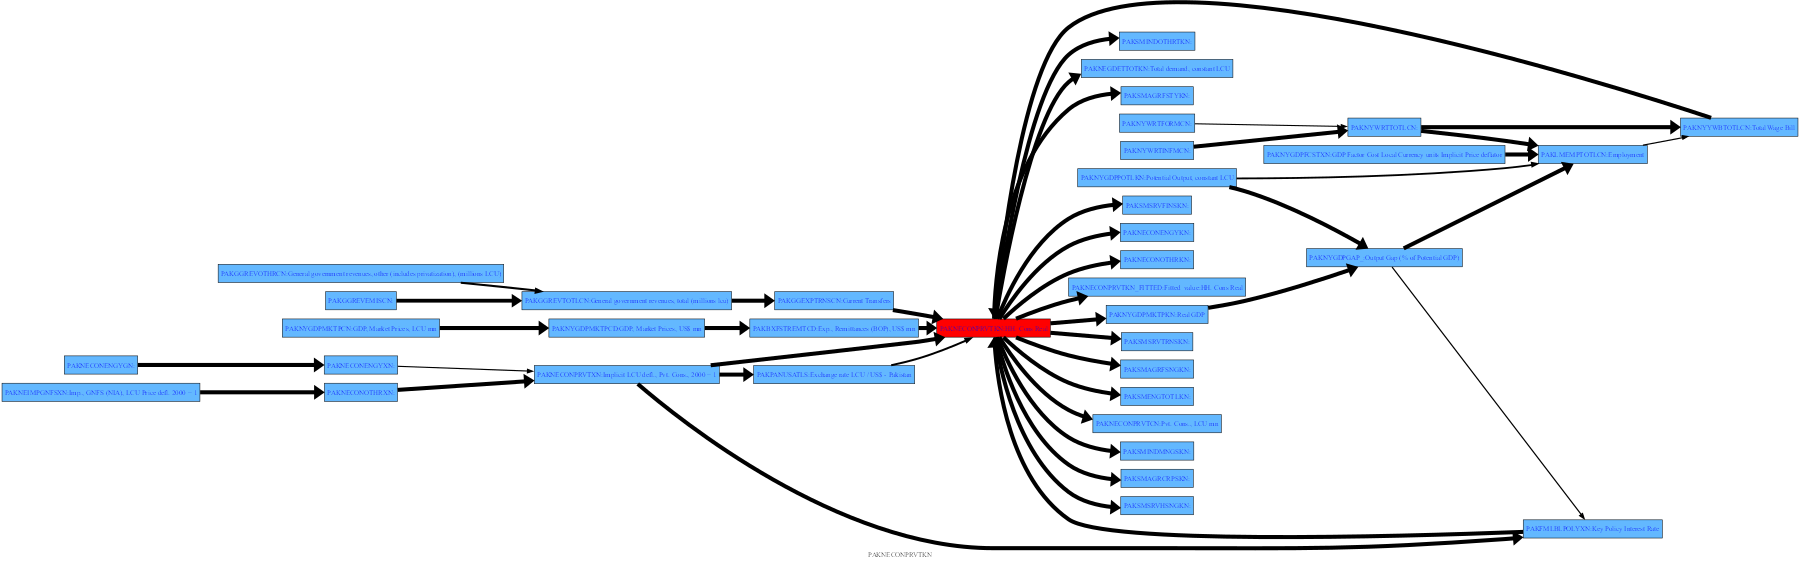 PAKSMINDOTHRTKN
PAKNEGDETTOTKN Total demand, constant LCU
PAKSMAGRFSTYKN
PAKNYWRTFORMCN
PAKNYWRTTOTLCN
PAKNYYWBTOTLCN Total Wage Bill
PAKNYWRTINFMCN
PAKNYGDPFCSTXN GDP Factor Cost Local Currency units Implicit Price deflator
PAKLMEMPTOTLCN Employment
PAKNYGDPPOTLKN Potential Output, constant LCU
PAKSMSRVFINSKN
PAKNECONENGYKN
PAKNECONOTHRKN
PAKNYGDPGAP_ Output Gap (% of Potential GDP)
PAKGGREVOTHRCN General government revenues, other (includes privatization), (millions LCU)
PAKNECONPRVTKN_FITTED Fitted value HH. Cons Real
PAKGGREVEMISCN
PAKGGREVTOTLCN General government revenues, total (millions lcu)
PAKGGEXPTRNSCN Current Transfers
PAKNYGDPMKTPKN Real GDP
PAKNYGDPMKTPCN GDP, Market Prices, LCU mn
PAKNYGDPMKTPCD GDP, Market Prices, US$ mn
PAKBXFSTREMTCD Exp., Remittances (BOP), US$ mn
PAKNECONPRVTKN HH. Cons Real
PAKSMSRVTRNSKN
PAKNECONENGYGN
PAKNECONENGYXN
PAKSMAGRFSNGKN
PAKNECONPRVTXN Implicit LCU defl., Pvt. Cons., 2000 = 1
PAKPANUSATLS Exchange rate LCU / US$ - Pakistan
PAKNEIMPGNFSXN Imp., GNFS (NIA), LCU Price defl. 2000 = 1
PAKNECONOTHRXN
PAKSMENGTOTLKN
PAKNECONPRVTCN Pvt. Cons., LCU mn
PAKSMINDMNGSKN
PAKSMAGRCRPSKN
PAKSMSRVHSNGKN
PAKFMLBLPOLYXN Key Policy Interest Rate
PAKNECONPRVTKN